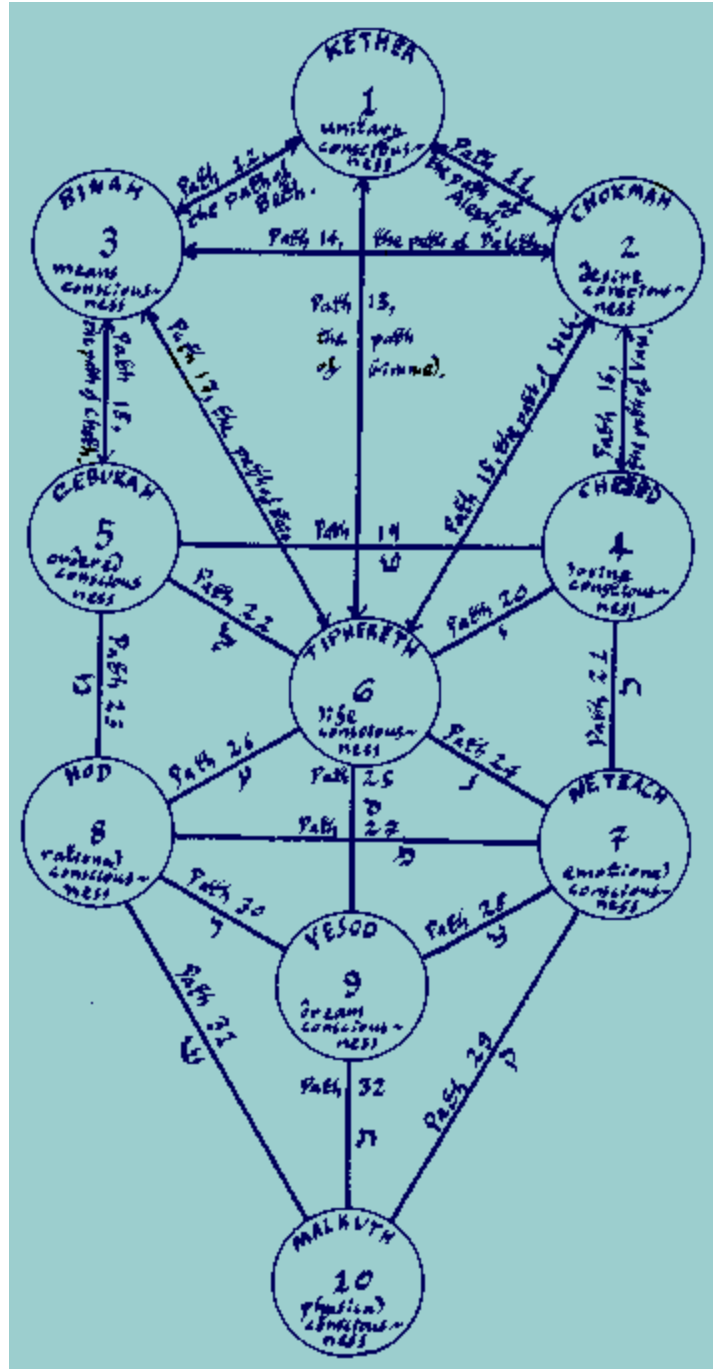 KETHER
1
unitary
conscious-
ness
Path 12,
the path of
Beth.
Path 11,
the path of
Aleph.
BINAH
3
means
conscious-
ness
CHOKMAH
2
desire
conscious-
ness
Path 14, the path of Daleth
Path 13,
the path
of Gimmel.
Path 17, the path of
Path 15, the path of Heh.
Path 18,
the path of Cheth.
Path 16,
the path of Vau.
GEBURAH
5
ordered
conscious
ness
CHESED
4
loving
conscious-
ness
Path 19
ט
Path 22
ל
Path 20
י
TIPHERETH
6
life
conscious-
ness
Path 23
מ
Path 21
כ
HOD
8
rational
conscious-
ness
Path 26
ע
Path 25
ס
Path 24
נ
NETZACH
7
emotional
conscious-
ness
Path 27
פ
Path 30
ר
Path 28
צ
YESOD
9
dream
conscious-
ness
Path 31
ש
Path 29
ק
Path 32
ת
MALKUTH
10
physical
conscious-
ness